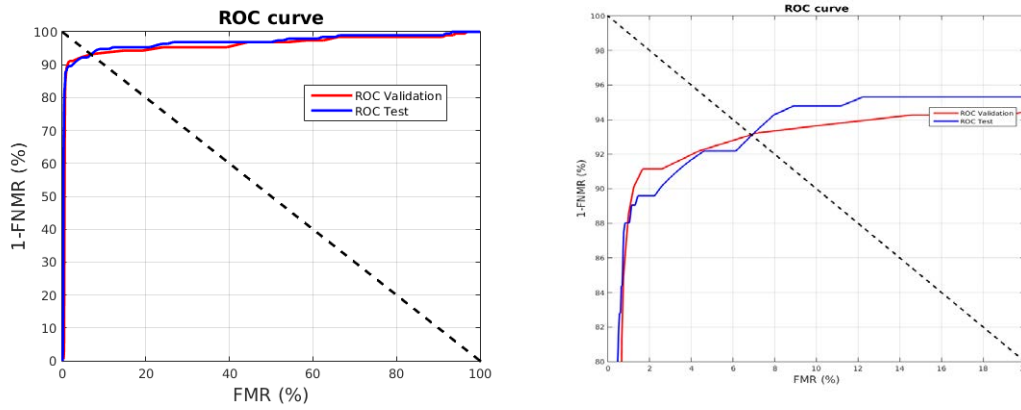 ROC curve
1-FNMR (%)
100
90
80
70
60
50
40
30
20
10
0
ROC Validation
ROC Test
0 20 40 60 80 100
FMR (%)
ROC curve
1-FNMR (%)
100
98
96
94
92
90
88
86
84
82
80
ROC Validation
ROC Test
0 2 4 6 8 10 12 14 16 18
FMR (%)